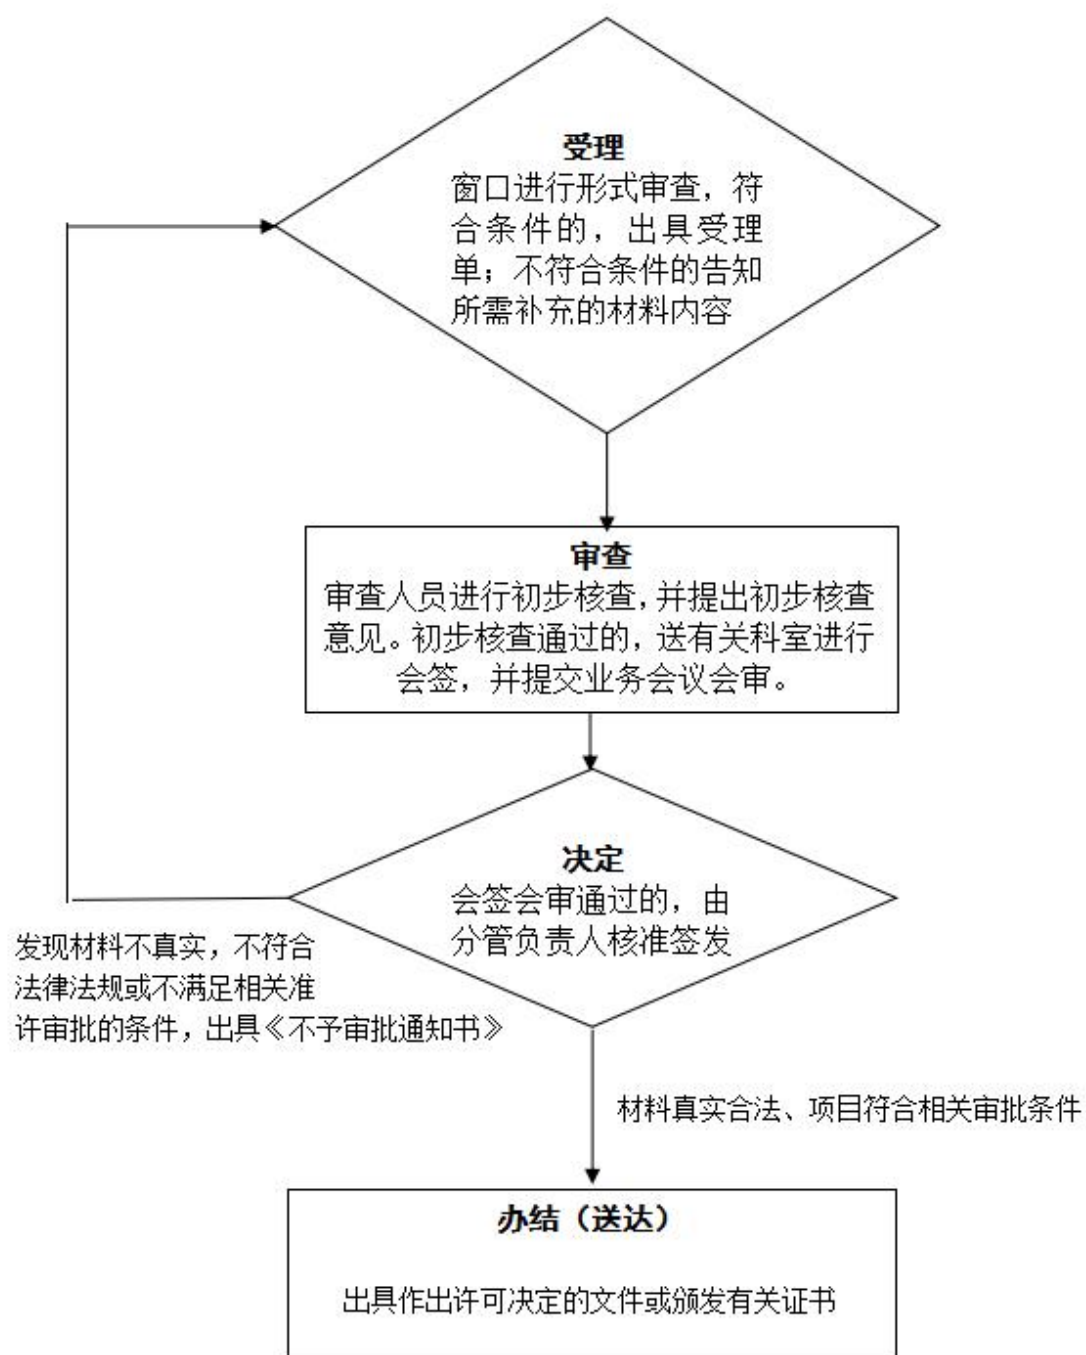 受理
窗口进行形式审查，符
合条件的，出具受理
单；不符合条件的告知
所需补充的材料内容
审查
审查人员进行初步核查，并提出初步核查
意见。初步核查通过的，送有关科室进行
会签，并提交业务会议会审。
决定
会签会审通过的，由
分管负责人核准签发
发现材料不真实，不符合
法律法规或不满足相关准
许审批的条件，出具《不予审批通知书》
材料真实合法、项目符合相关审批条件
办结（送达）
出具作出许可决定的文件或颁发有关证书